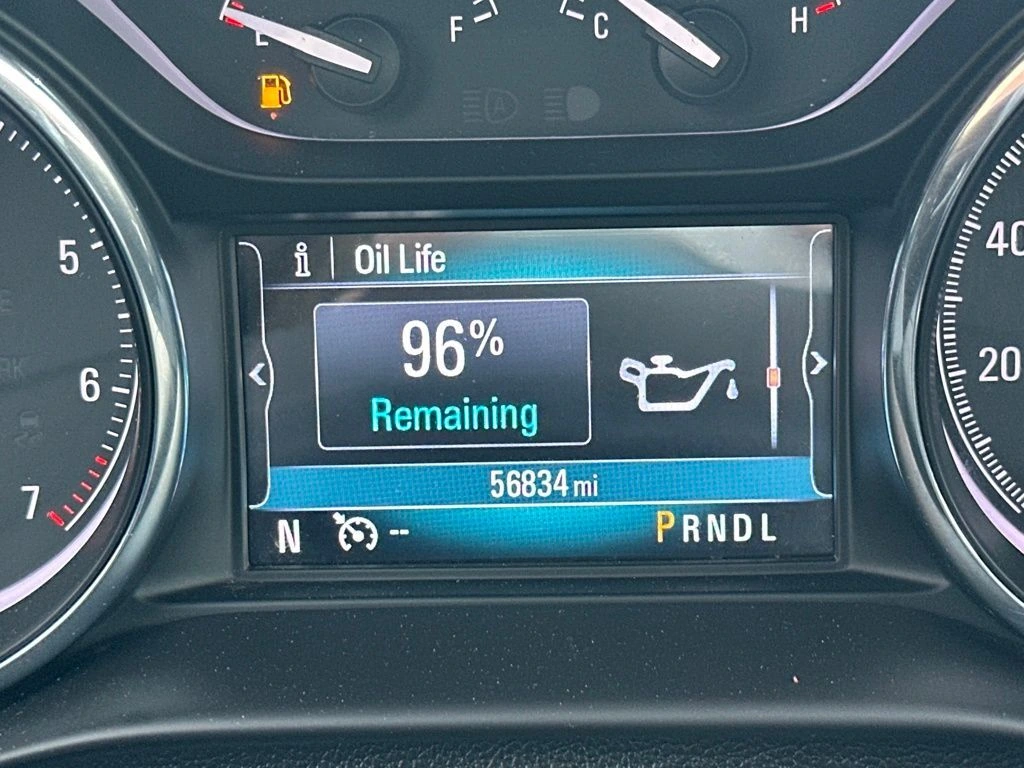 E F C H
A
i Oil Life
5
40
96%
20
6
< >
Remaining
7
56834 mi
N -- PRNDL